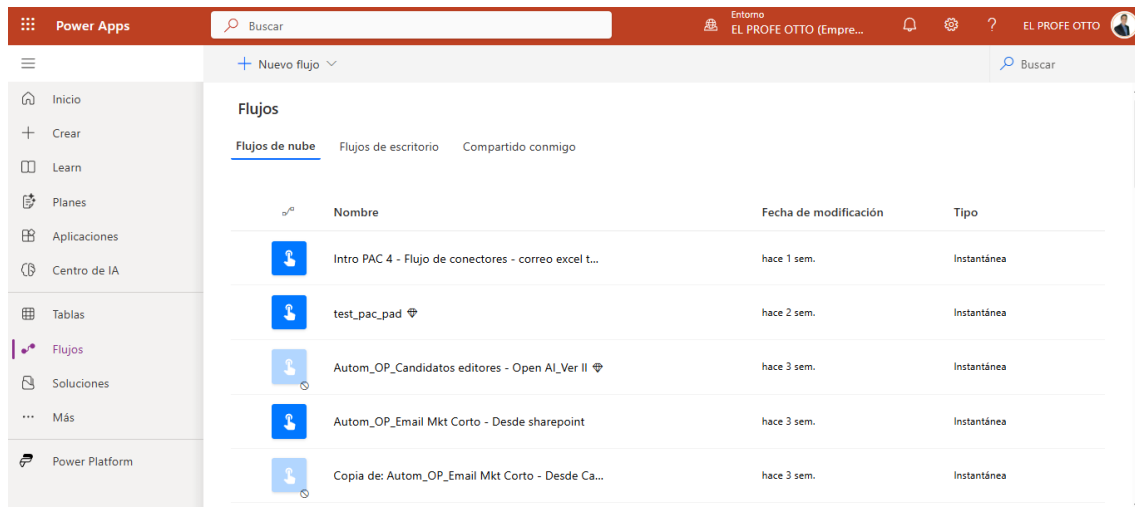 Power Apps
Buscar
Entorno
EL PROFE OTTO (Empre...
?
EL PROFE OTTO
Nuevo flujo
Buscar
Inicio
Crear
Learn
Planes
Aplicaciones
Centro de IA
Tablas
Flujos
Soluciones
Más
Power Platform
Flujos
Flujos de nube Flujos de escritorio Compartido conmigo
Nombre Fecha de modificación Tipo
Intro PAC 4 - Flujo de conectores - correo excel t... hace 1 sem. Instantánea
test_pac_pad hace 2 sem. Instantánea
Autom_OP_Candidatos editores - Open AI_Ver II hace 3 sem. Instantánea
Autom_OP_Email Mkt Corto - Desde sharepoint hace 3 sem. Instantánea
Copia de: Autom_OP_Email Mkt Corto - Desde Ca... hace 3 sem. Instantánea